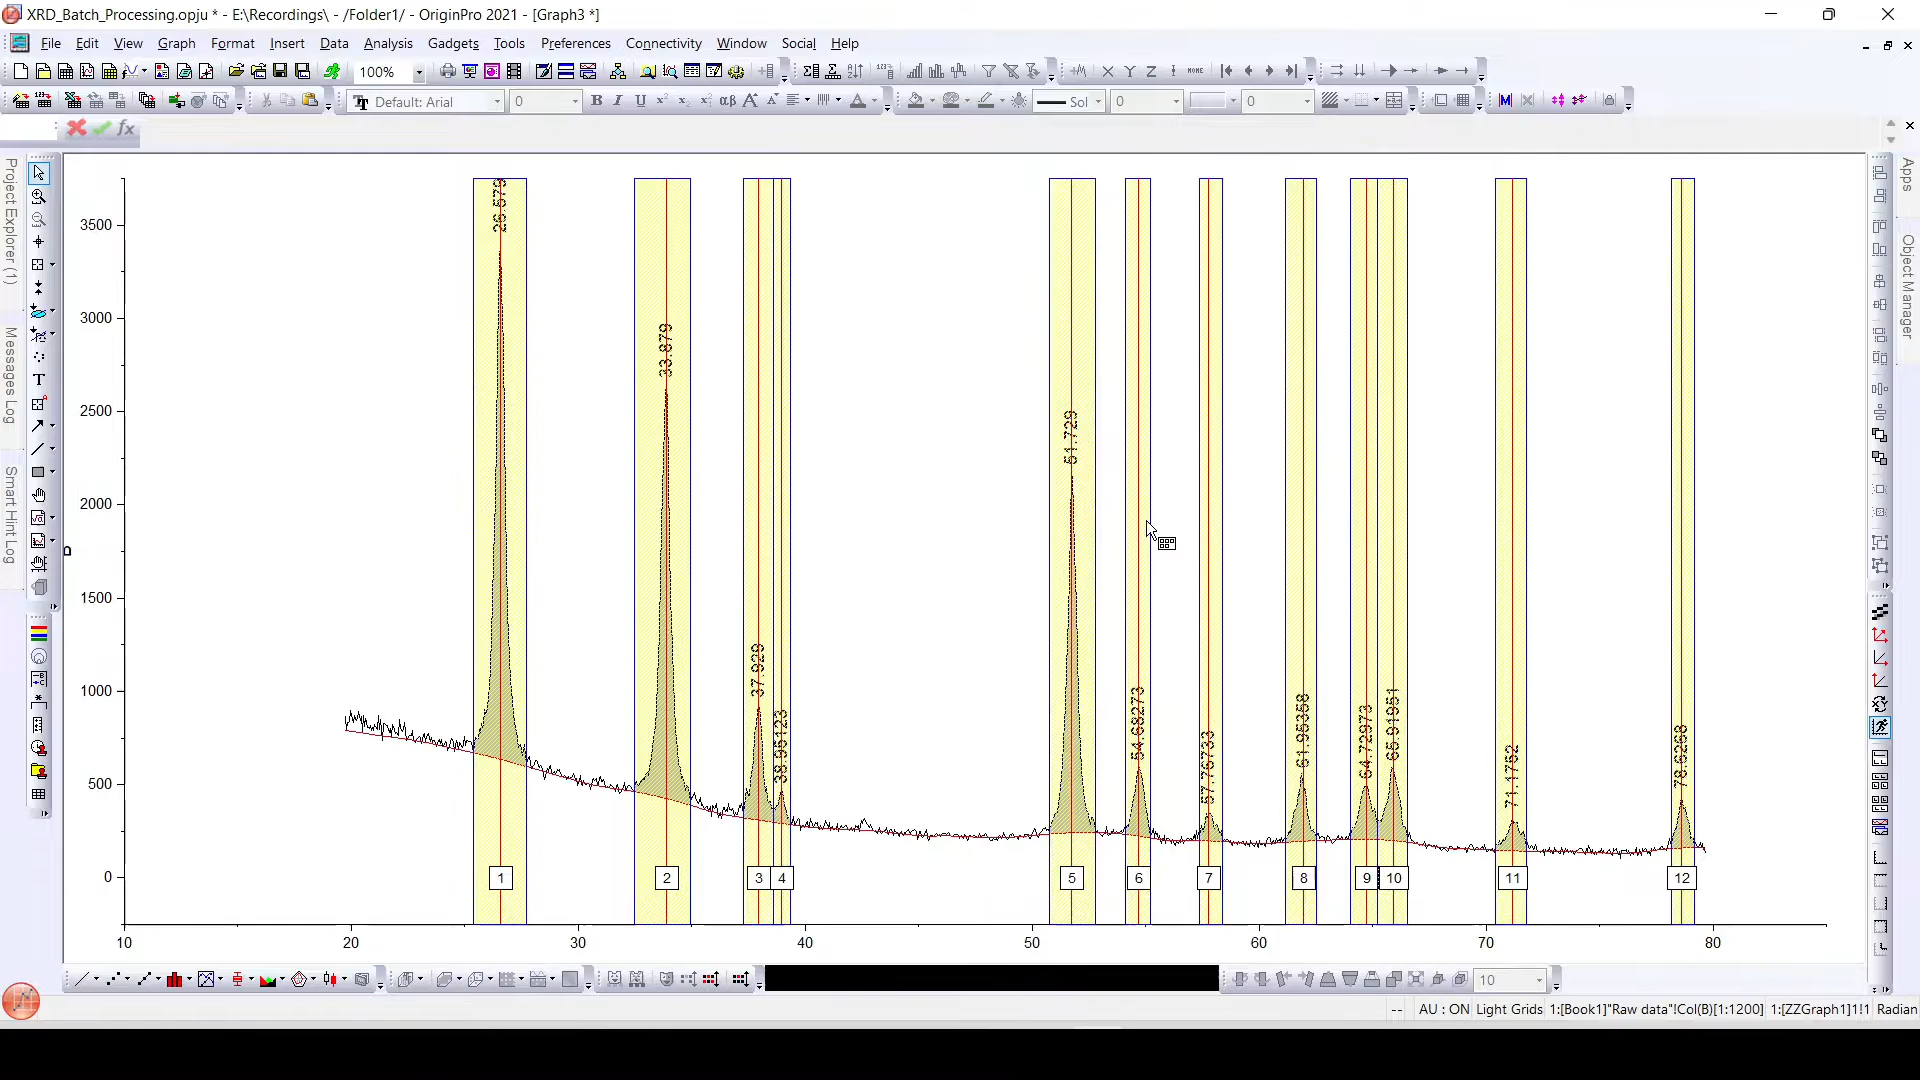 XRD_Batch_Processing.opju * - E:\Recordings\ - /Folder1/ - OriginPro 2021 - [Graph3 *]
File Edit View Graph Format Insert Data Analysis Gadgets Tools Preferences Connectivity Window Social Help
100%
Default: Arial 0 B I U αβ A Sol 0 0
fx
Project Explorer (1)
Messages Log
Smart Hint Log
Apps
Object Manager
3500
3000
2500
2000
1500
1000
500
0
26.579
33.879
37.929
38.95123
51.729
54.68273
57.76733
61.95358
64.72973
65.91951
71.1752
78.6268
1 2 3 4 5 6 7 8 9 10 11 12
10 20 30 40 50 60 70 80
10
-- AU : ON Light Grids 1:[Book1]"Raw data"!Col(B)[1:1200] 1:[ZZGraph1]1!1 Radian